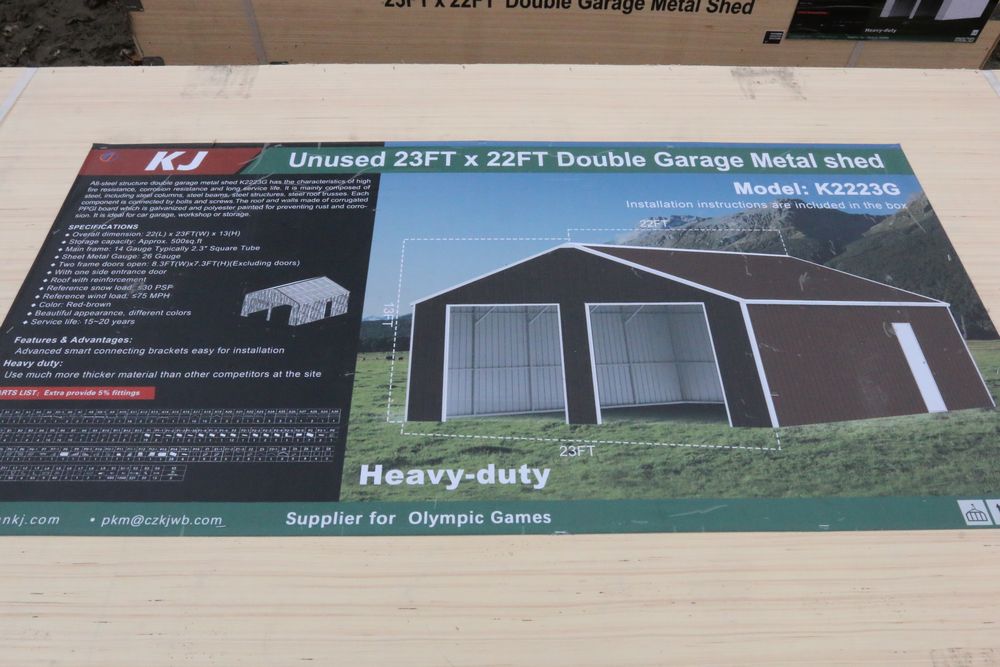 23FT x 22FT Double Garage Metal Shed
Heavy-duty
KJ
Unused 23FT x 22FT Double Garage Metal shed
Model: K2223G
Installation instructions are included in the box
All-steel structure double garage metal shed K2223G has the characteristics of high
fire resistance, corrosion resistance and long service life. It is mainly composed of
steel, including steel columns, steel beams, steel structures, steel roof trusses. Each
component is connected by bolts and screws. The roof and walls made of corrugated
PPGI board which is galvanized and polyester painted for preventing rust and corro-
sion. It is ideal for car garage, workshop or storage.
SPECIFICATIONS
◆ Overall dimension: 22(L) x 23FT(W) x 13(H)
◆ Storage capacity: Approx. 500sq.ft
◆ Main frame: 14 Gauge Typically 2.3" Square Tube
◆ Sheet Metal Gauge: 26 Gauge
◆ Two frame doors open: 8.3FT(W)x7.3FT(H)(Excluding doors)
◆ With one side entrance door
◆ Roof with reinforcement
◆ Reference snow load: ≤30 PSF
◆ Reference wind load: ≤75 MPH
◆ Color: Red-brown
◆ Beautiful appearance, different colors
◆ Service life: 15~20 years
Features & Advantages:
Advanced smart connecting brackets easy for installation
Heavy duty:
Use much more thicker material than other competitors at the site
ARTS LIST: Extra provide 5% fittings
22FT
13FT
23FT
Heavy-duty
nkj.com • pkm@czkjwb.com
Supplier for Olympic Games